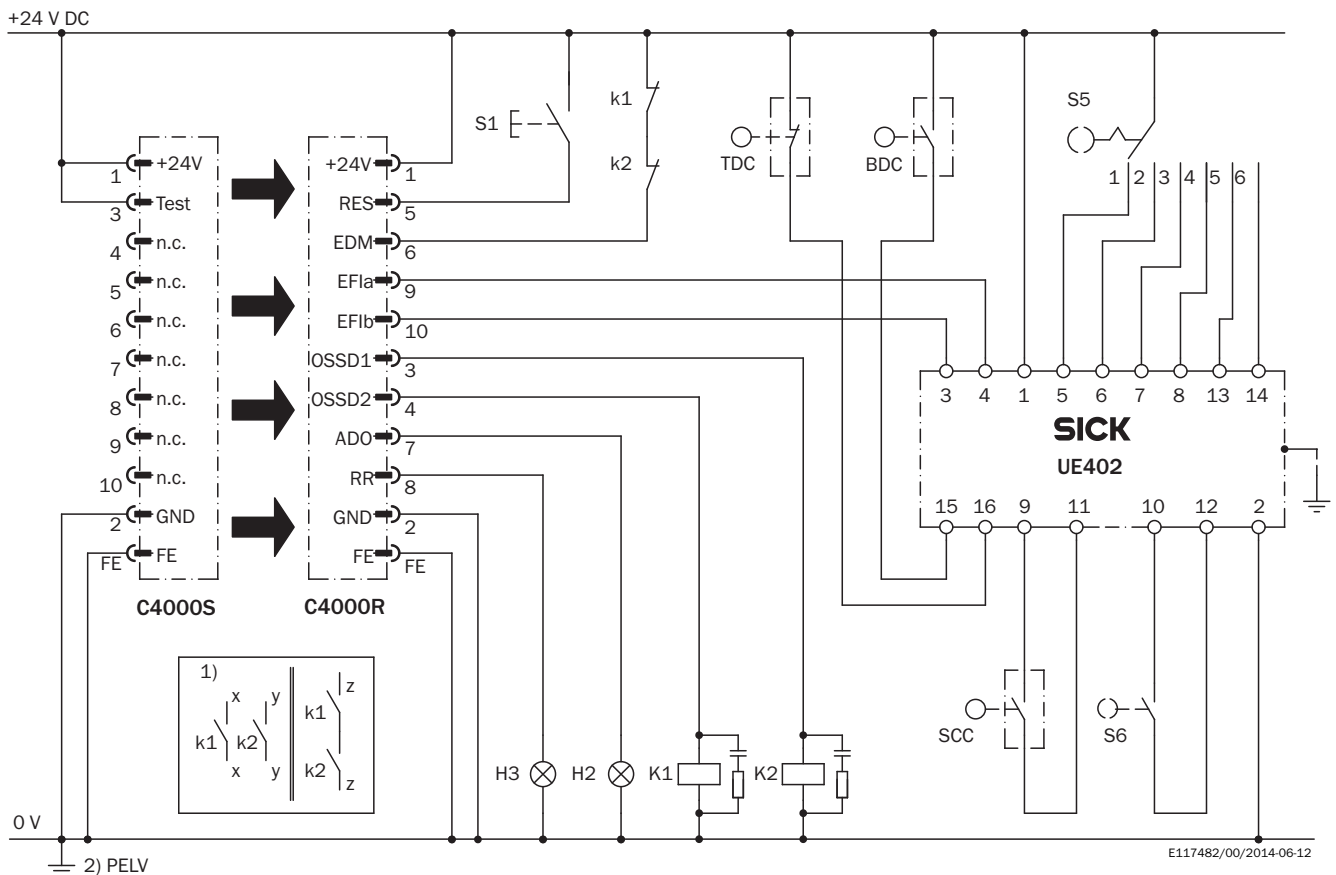 +24 V DC
S1
k1
k2
TDC
BDC
S5
1 2 3 4 5 6
1 +24V
3 Test
4 n.c.
5 n.c.
6 n.c.
7 n.c.
8 n.c.
9 n.c.
10 n.c.
2 GND
FE FE
C4000S
+24V 1
RES 5
EDM 6
EFIa 9
EFIb 10
OSSD1 3
OSSD2 4
ADO 7
RR 8
GND 2
FE FE
C4000R
3 4 1 5 6 7 8 13 14
SICK
UE402
15 16 9 11 10 12 2
SCC
S6
1)
x y z
k1 k2 k1
k2
x y z
H3 H2 K1 K2
0 V
2) PELV
E117482/00/2014-06-12